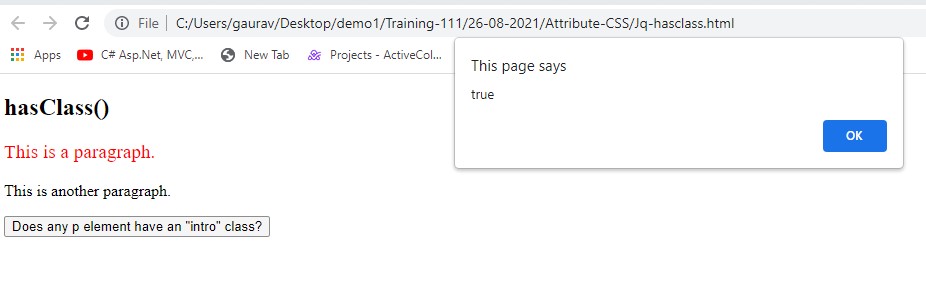 File | C:/Users/gaurav/Desktop/demo1/Training-111/26-08-2021/Attribute-CSS/Jq-hasclass.html
Apps C# Asp.Net, MVC,... New Tab Projects - ActiveCol...
This page says
true
OK
hasClass()
This is a paragraph.
This is another paragraph.
Does any p element have an "intro" class?